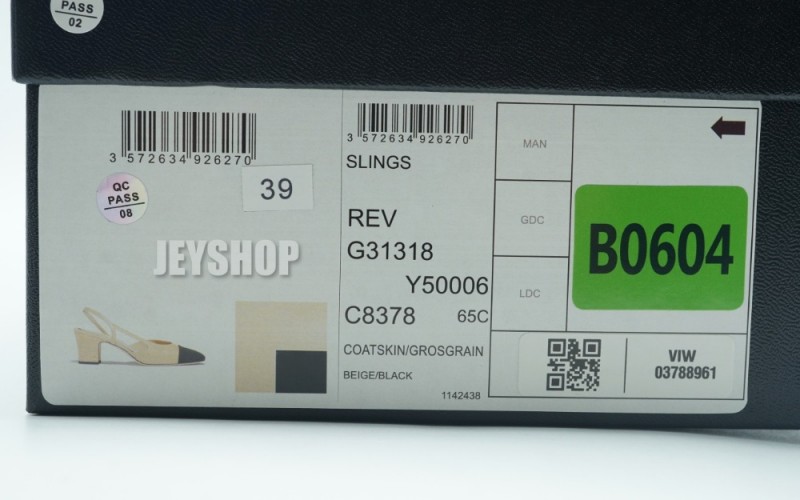 PASS
02
3 572634 926270
QC
PASS
08
39
JEYSHOP
3 572634 926270
SLINGS
REV
G31318
Y50006
C8378 65C
COATSKIN/GROSGRAIN
BEIGE/BLACK
1142438
MAN
GDC
LDC
B0604
VIW
03788961